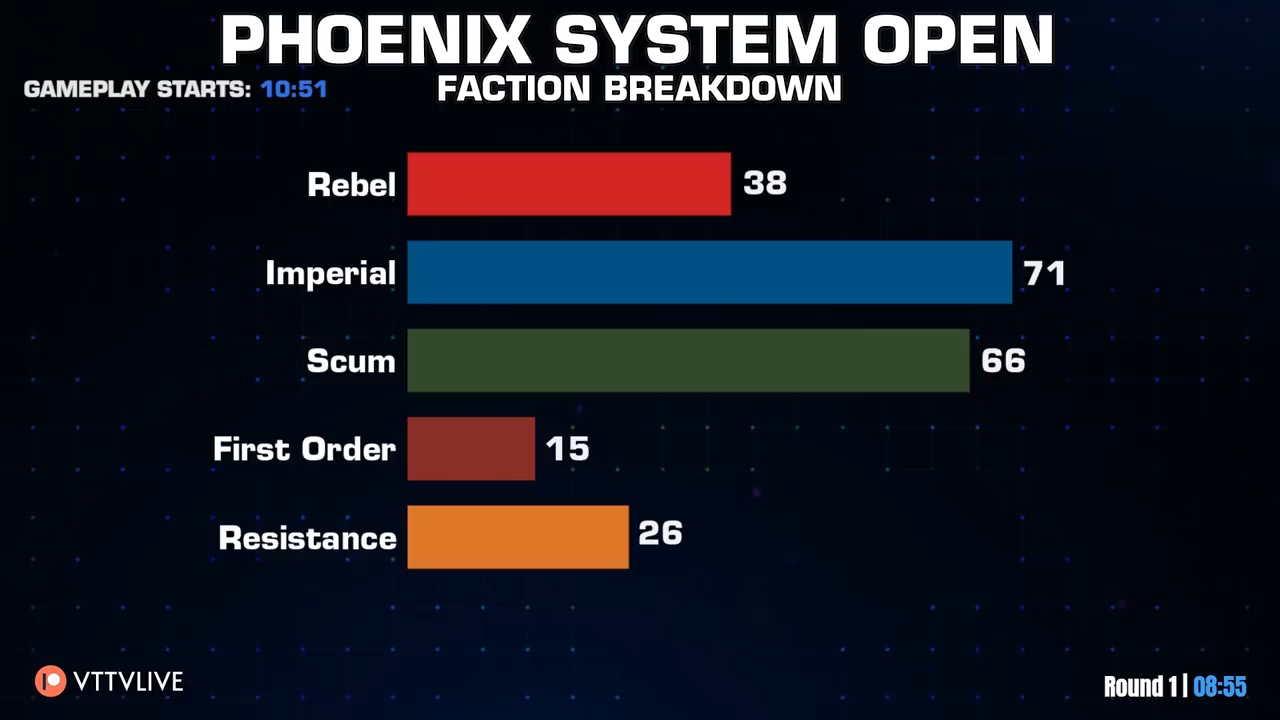 PHOENIX SYSTEM OPEN
GAMEPLAY STARTS: 10:51
FACTION BREAKDOWN
Rebel 38
Imperial 71
Scum 66
First Order 15
Resistance 26
VTTVLIVE
Round 1 | 08:55